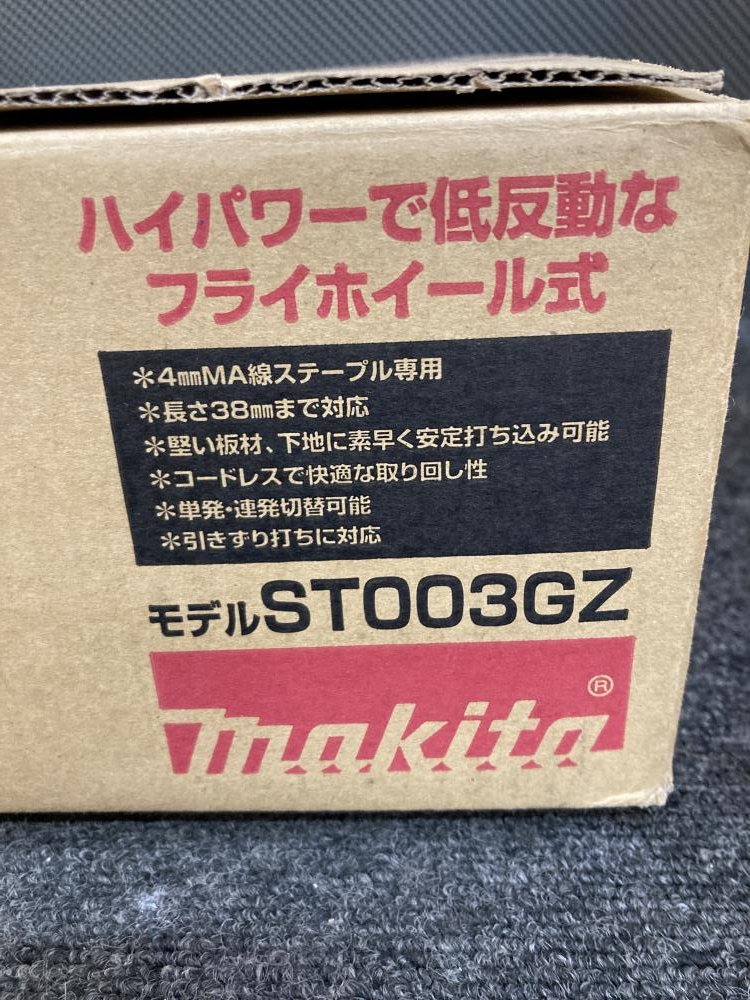 ハイパワーで低反動な
フライホイール式
＊4㎜MA線ステープル専用
＊長さ38㎜まで対応
＊堅い板材、下地に素早く安定打ち込み可能
＊コードレスで快適な取り回し性
＊単発・連発切替可能
＊引きずり打ちに対応
モデルST003GZ
makita®